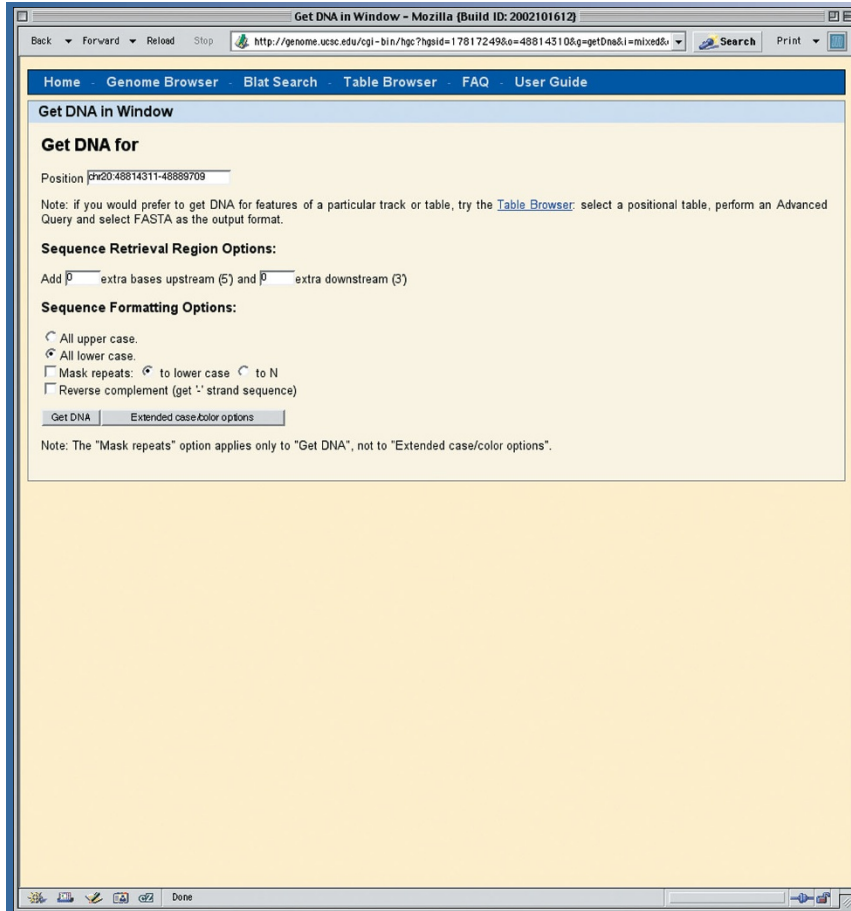 Get DNA in Window - Mozilla {Build ID: 2002101612}
Back Forward Reload Stop http://genome.ucsc.edu/cgi-bin/hgc?hgsid=17817249&o=48814310&g=getDna&i=mixed& Search Print
Home - Genome Browser - Blat Search - Table Browser - FAQ - User Guide
Get DNA in Window
Get DNA for
Position chr20:48814311-48889709
Note: if you would prefer to get DNA for features of a particular track or table, try the Table Browser: select a positional table, perform an Advanced
Query and select FASTA as the output format.
Sequence Retrieval Region Options:
Add 0 extra bases upstream (5') and 0 extra downstream (3')
Sequence Formatting Options:
All upper case.
All lower case.
Mask repeats: to lower case to N
Reverse complement (get '-' strand sequence)
Get DNA Extended case/color options
Note: The "Mask repeats" option applies only to "Get DNA", not to "Extended case/color options".
Done